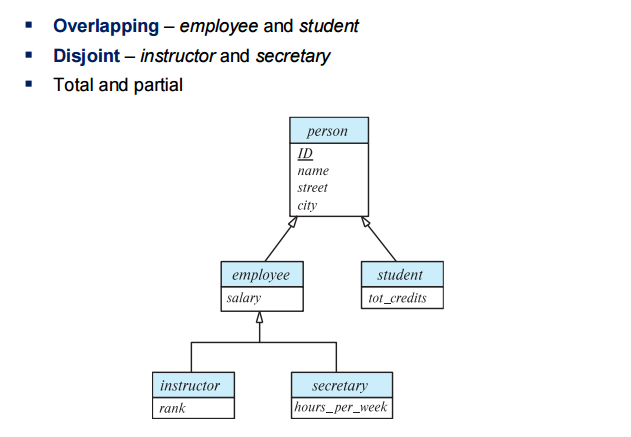 Overlapping – employee and student
Disjoint – instructor and secretary
Total and partial
person
ID
name
street
city
employee
salary
student
tot_credits
instructor
rank
secretary
hours_per_week